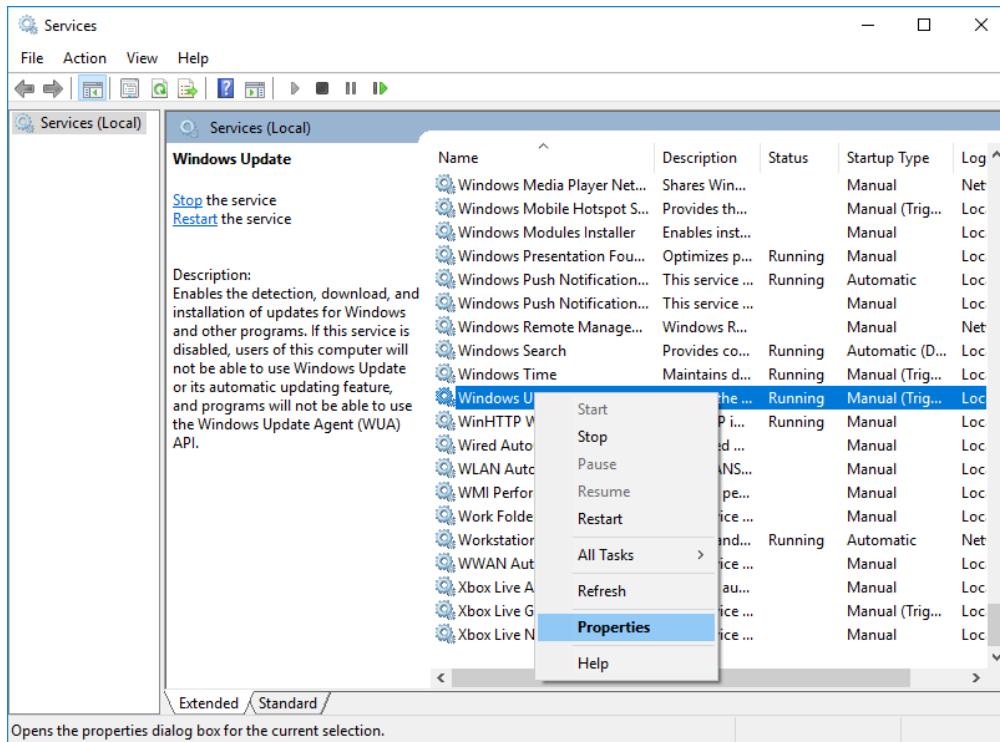 Services
File Action View Help
Services (Local)
Services (Local)
Windows Update
Stop the service
Restart the service
Description:
Enables the detection, download, and
installation of updates for Windows
and other programs. If this service is
disabled, users of this computer will
not be able to use Windows Update
or its automatic updating feature,
and programs will not be able to use
the Windows Update Agent (WUA)
API.
Name Description Status Startup Type Log
Windows Media Player Net... Shares Win... Manual Net
Windows Mobile Hotspot S... Provides th... Manual (Trig... Loc
Windows Modules Installer Enables inst... Manual Loc
Windows Presentation Fou... Optimizes p... Running Manual Loc
Windows Push Notification... This service ... Running Automatic Loc
Windows Push Notification... This service ... Manual Loc
Windows Remote Manage... Windows R... Manual Net
Windows Search Provides co... Running Automatic (D... Loc
Windows Time Maintains d... Running Manual (Trig... Loc
Windows U the ... Running Manual (Trig... Loc
WinHTTP W P i... Running Manual Loc
Wired Auto ed ... Manual Loc
WLAN Auto ANS... Manual Loc
WMI Perfor pe... Manual Loc
Work Folde ice ... Manual Loc
Workstation and... Running Automatic Net
WWAN Aut ice ... Manual Loc
Xbox Live A au... Manual Loc
Xbox Live G ice ... Manual (Trig... Loc
Xbox Live N ice ... Manual Loc
Start
Stop
Pause
Resume
Restart
All Tasks
Refresh
Properties
Help
Extended Standard
Opens the properties dialog box for the current selection.